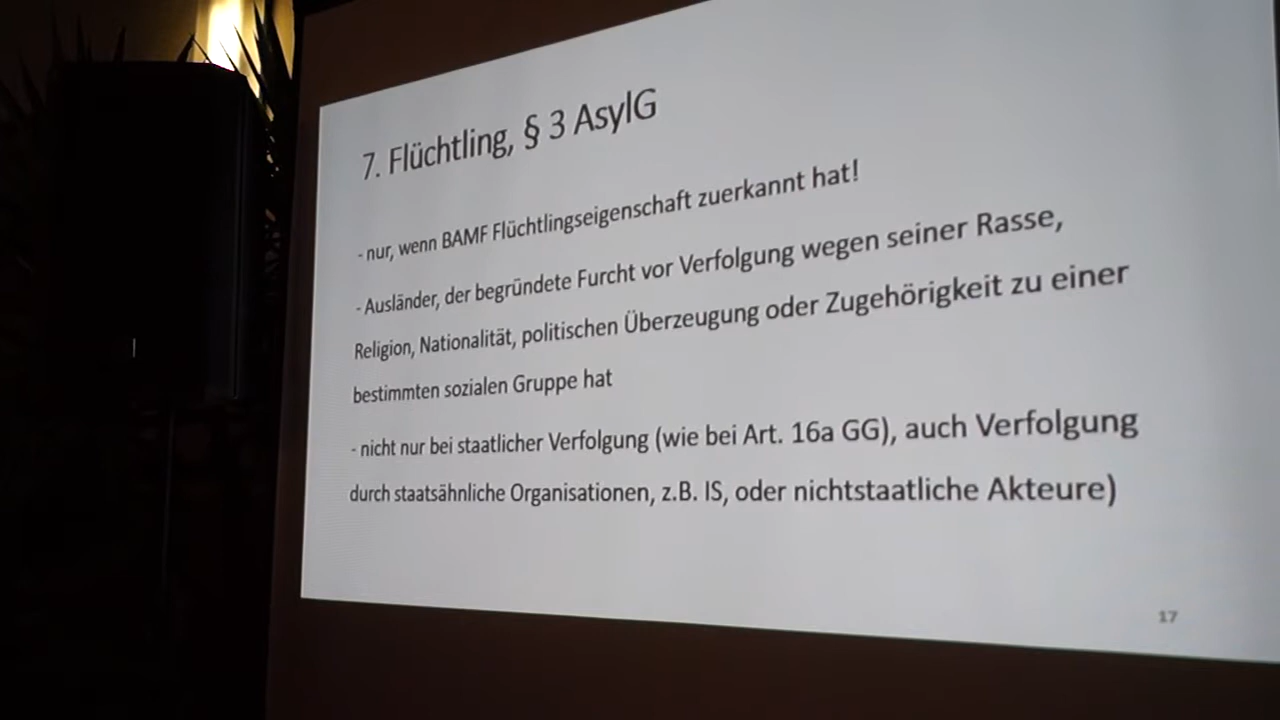 7. Flüchtling, § 3 AsylG
- nur, wenn BAMF Flüchtlingseigenschaft zuerkannt hat!
- Ausländer, der begründete Furcht vor Verfolgung wegen seiner Rasse,
Religion, Nationalität, politischen Überzeugung oder Zugehörigkeit zu einer
bestimmten sozialen Gruppe hat
- nicht nur bei staatlicher Verfolgung (wie bei Art. 16a GG), auch Verfolgung
durch staatsähnliche Organisationen, z.B. IS, oder nichtstaatliche Akteure)
17